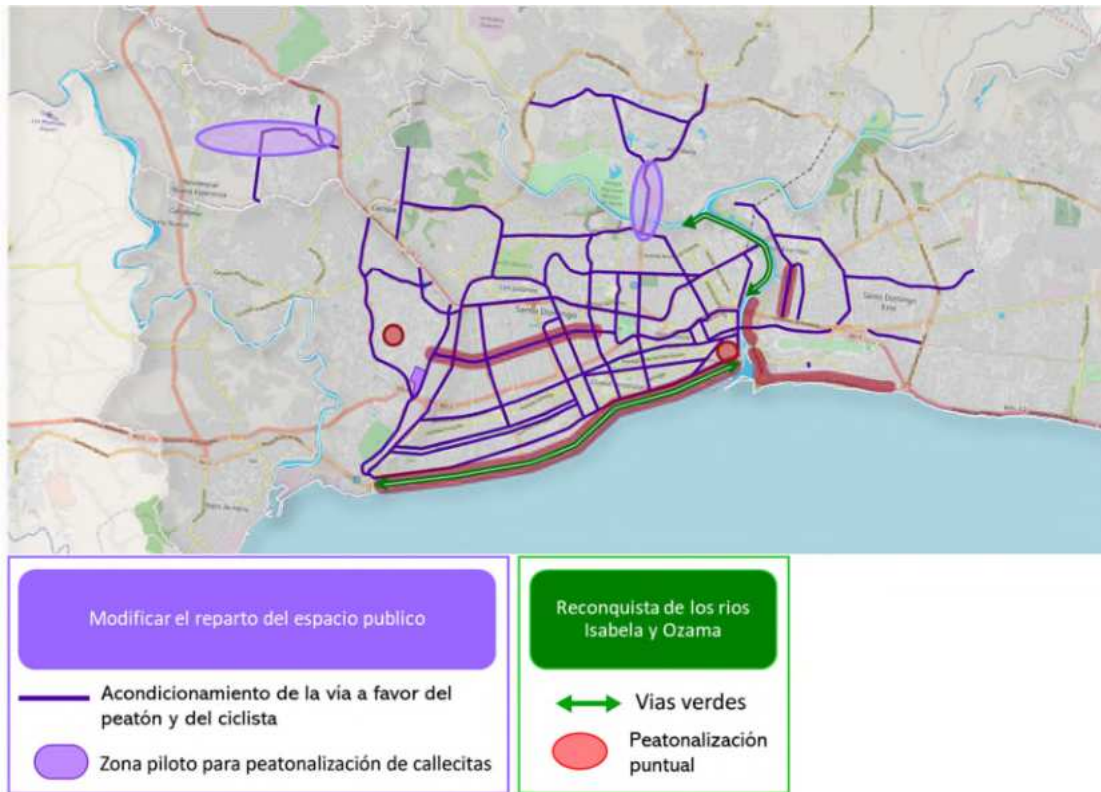 Santo Domingo
Santo Domingo
Este
Modificar el reparto del espacio publico
Acondicionamiento de la vía a favor del
peatón y del ciclista
Zona piloto para peatonalización de callecitas
Reconquista de los rios
Isabela y Ozama
Vias verdes
Peatonalización
puntual